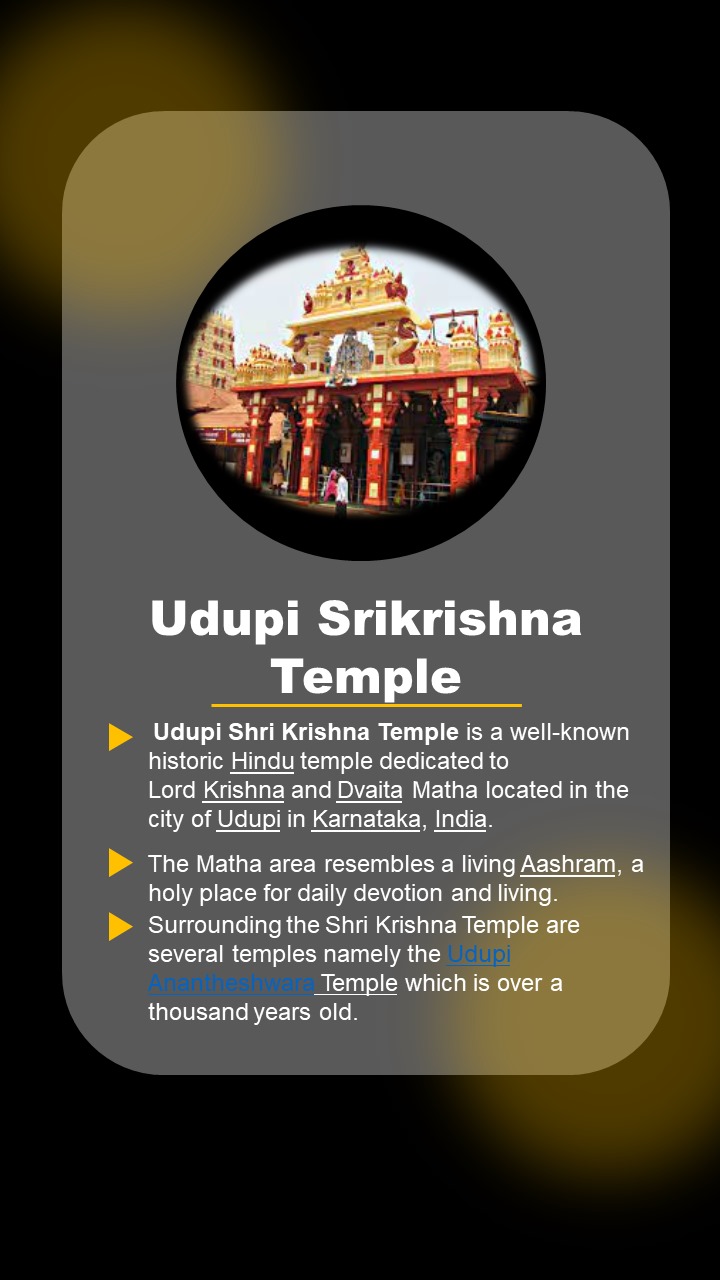 Udupi Srikrishna
Temple
Udupi Shri Krishna Temple is a well-known
historic Hindu temple dedicated to
Lord Krishna and Dvaita Matha located in the
city of Udupi in Karnataka, India.
The Matha area resembles a living Aashram, a
holy place for daily devotion and living.
Surrounding the Shri Krishna Temple are
several temples namely the Udupi
Anantheshwara Temple which is over a
thousand years old.